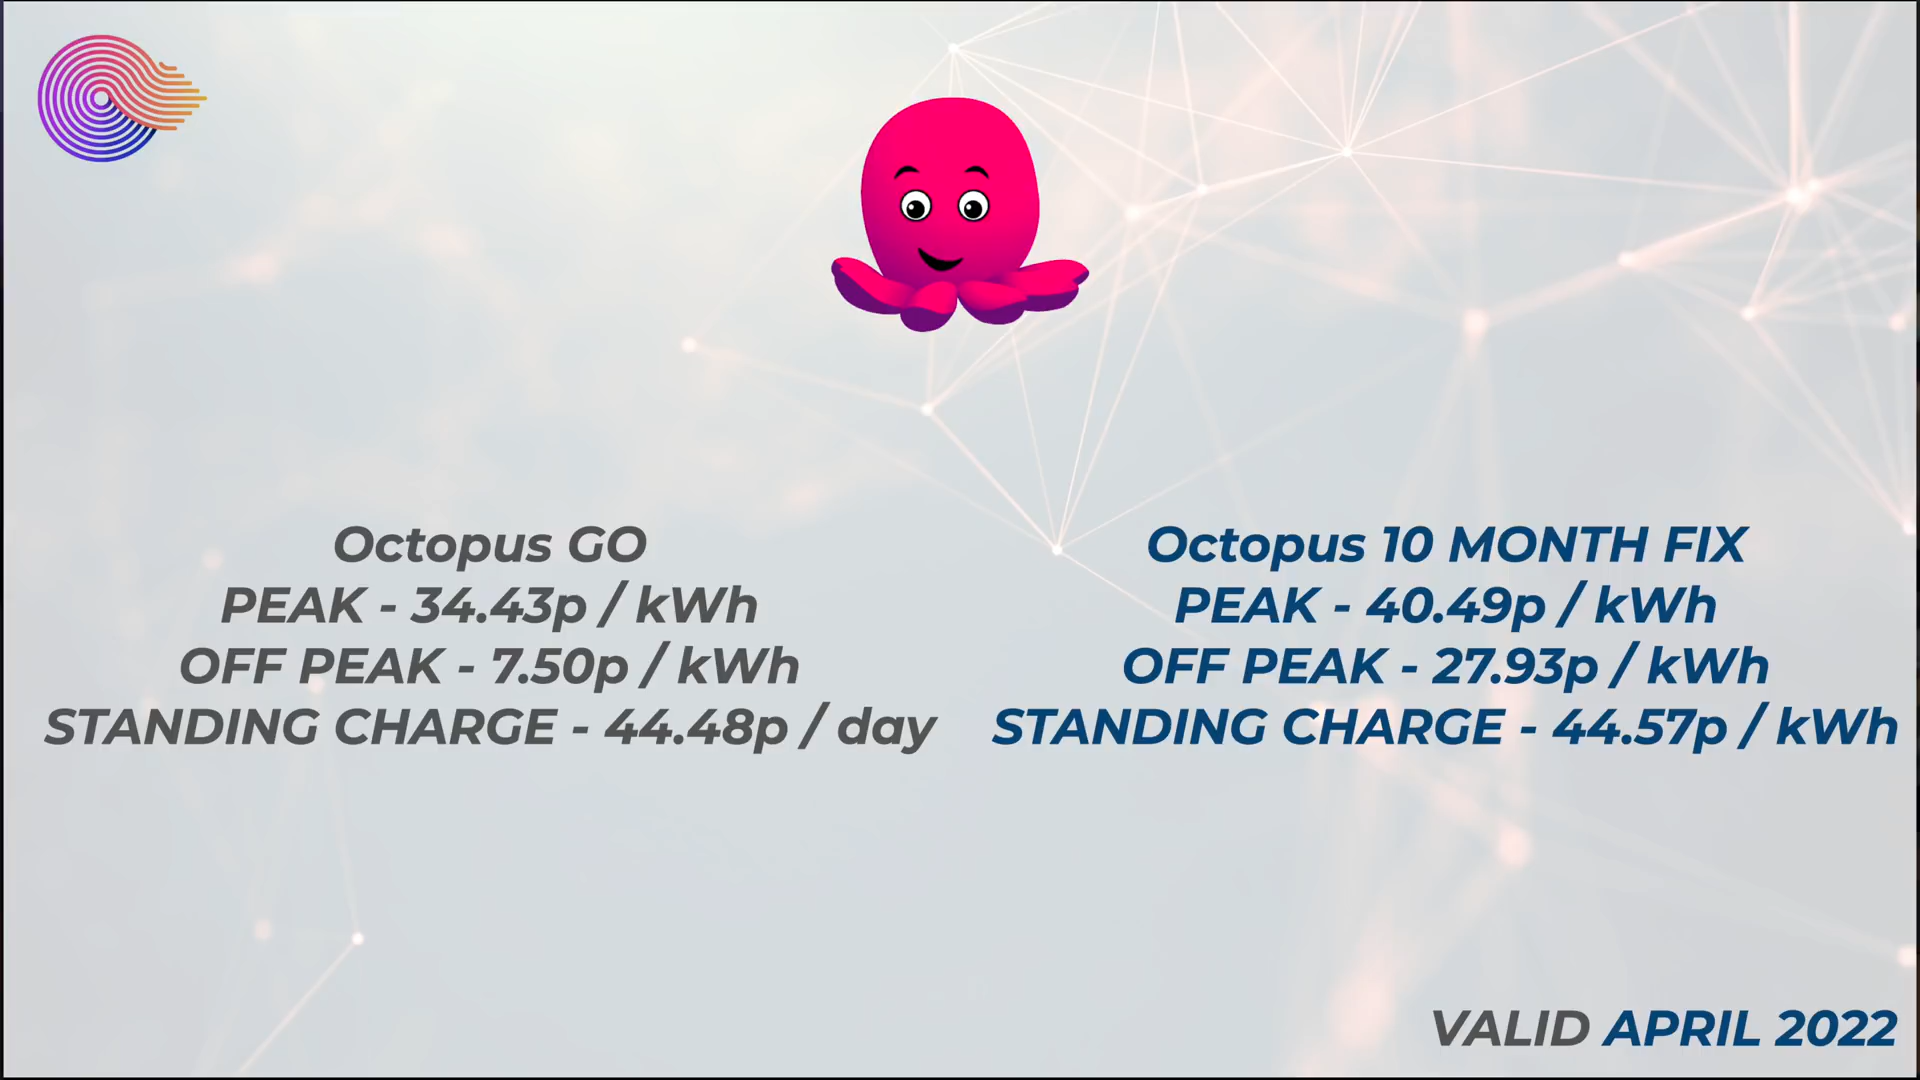 Octopus GO
PEAK - 34.43p / kWh
OFF PEAK - 7.50p / kWh
STANDING CHARGE - 44.48p / day
Octopus 10 MONTH FIX
PEAK - 40.49p / kWh
OFF PEAK - 27.93p / kWh
STANDING CHARGE - 44.57p / kWh
VALID APRIL 2022